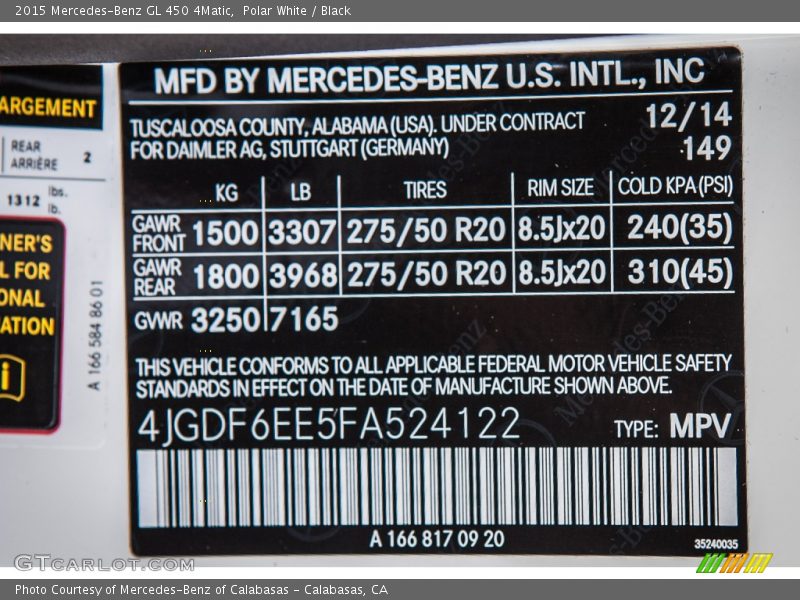 2015 Mercedes-Benz GL 450 4Matic, Polar White / Black
MFD BY MERCEDES-BENZ U.S. INTL., INC
TUSCALOOSA COUNTY, ALABAMA (USA). UNDER CONTRACT 12/14
FOR DAIMLER AG, STUTTGART (GERMANY) 149
KG LB TIRES RIM SIZE COLD KPA(PSI)
GAWR FRONT 1500 3307 275/50 R20 8.5Jx20 240(35)
GAWR REAR 1800 3968 275/50 R20 8.5Jx20 310(45)
GVWR 3250 7165
THIS VEHICLE CONFORMS TO ALL APPLICABLE FEDERAL MOTOR VEHICLE SAFETY
STANDARDS IN EFFECT ON THE DATE OF MANUFACTURE SHOWN ABOVE.
4JGDF6EE5FA524122 TYPE: MPV
A 166 817 09 20
35240035
ARGEMENT
REAR
ARRIÈRE 2
1312 lbs.
lb.
NER'S
L FOR
ONAL
ATION
i
A 166 584 86 01
GTcarlot.com
Photo Courtesy of Mercedes-Benz of Calabasas - Calabasas, CA